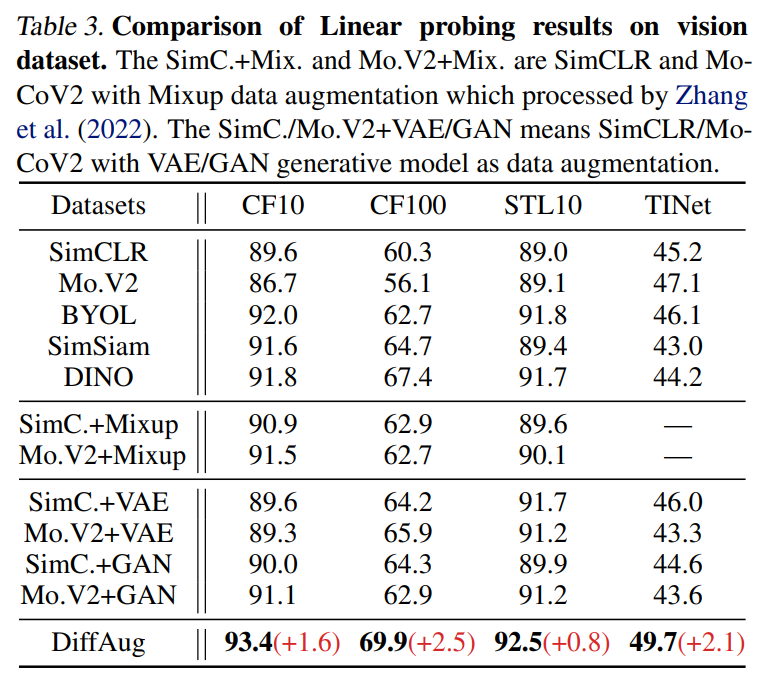 Table 3. Comparison of Linear probing results on vision
dataset. The SimC.+Mix. and Mo.V2+Mix. are SimCLR and Mo-
CoV2 with Mixup data augmentation which processed by Zhang
et al. (2022). The SimC./Mo.V2+VAE/GAN means SimCLR/Mo-
CoV2 with VAE/GAN generative model as data augmentation.
Datasets CF10 CF100 STL10 TINet
SimCLR 89.6 60.3 89.0 45.2
Mo.V2 86.7 56.1 89.1 47.1
BYOL 92.0 62.7 91.8 46.1
SimSiam 91.6 64.7 89.4 43.0
DINO 91.8 67.4 91.7 44.2
SimC.+Mixup 90.9 62.9 89.6 —
Mo.V2+Mixup 91.5 62.7 90.1 —
SimC.+VAE 89.6 64.2 91.7 46.0
Mo.V2+VAE 89.3 65.9 91.2 43.3
SimC.+GAN 90.0 64.3 89.9 44.6
Mo.V2+GAN 91.1 62.9 91.2 43.6
DiffAug 93.4(+1.6) 69.9(+2.5) 92.5(+0.8) 49.7(+2.1)